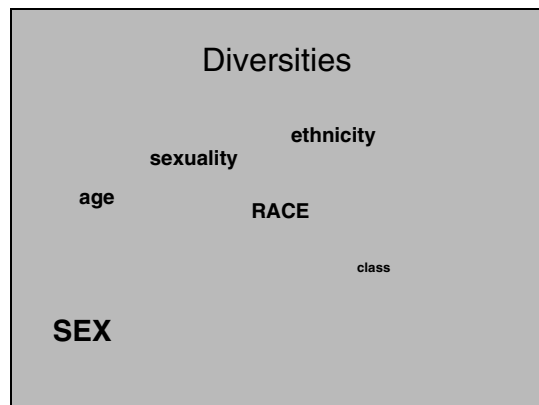 Diversities
ethnicity
sexuality
age
RACE
class
SEX